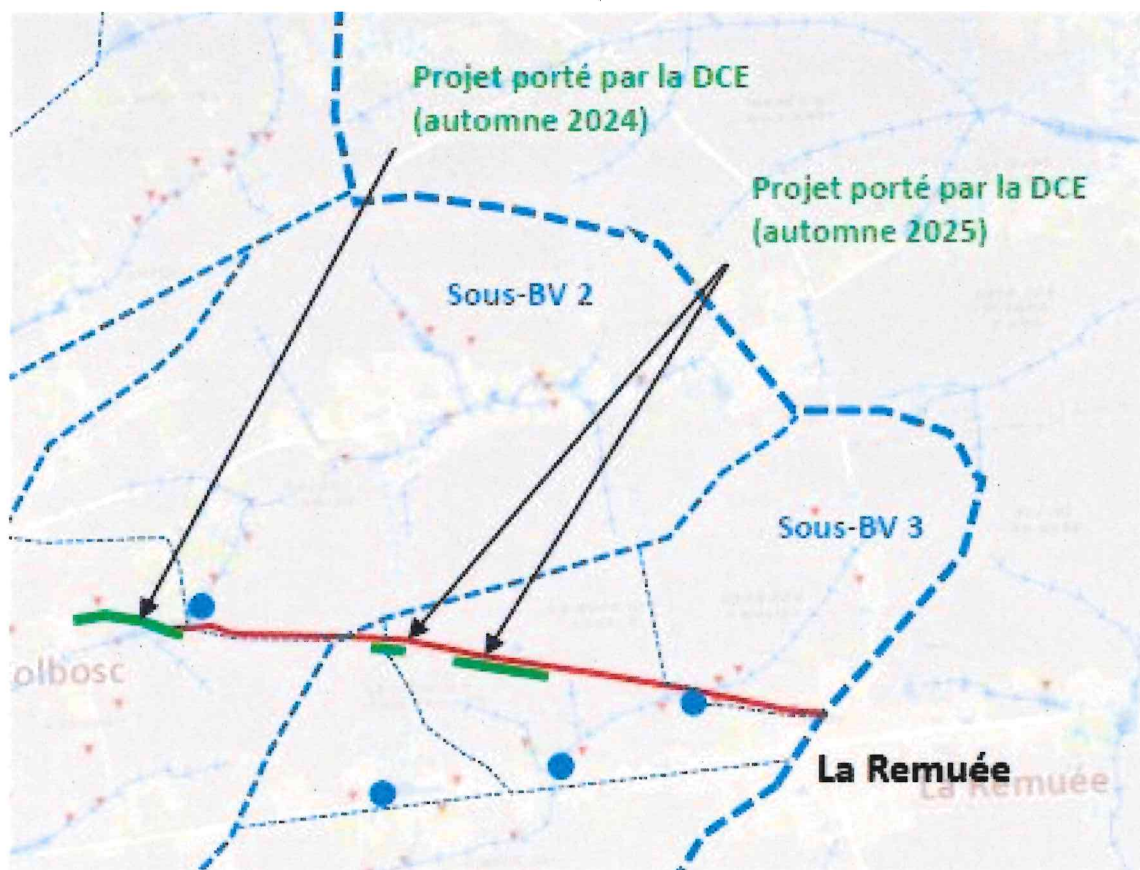 Projet porté par la DCE
(automne 2024)
Projet porté par la DCE
(automne 2025)
Sous-BV 2
Sous-BV 3
olbosc
La Remuée
La Remuée